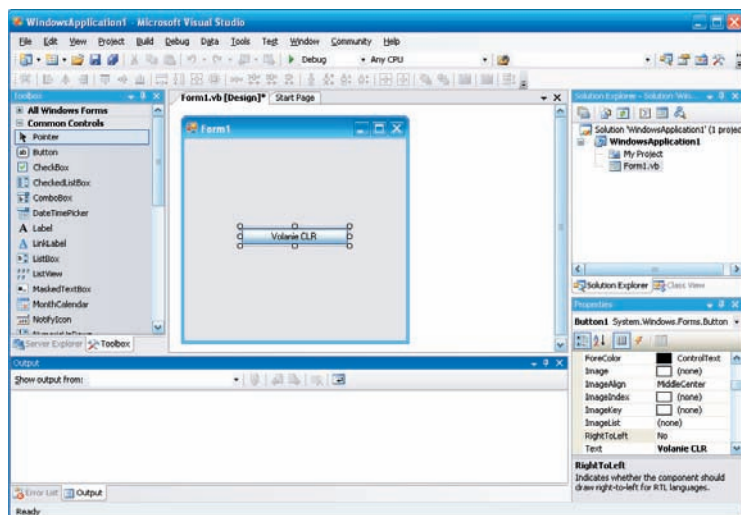 WindowsApplication1 - Microsoft Visual Studio
File Edit View Project Build Debug Data Tools Test Window Community Help
Debug Any CPU
Toolbox
All Windows Forms
Common Controls
Pointer
Button
CheckBox
CheckedListBox
ComboBox
DateTimePicker
Label
LinkLabel
ListBox
ListView
MaskedTextBox
MonthCalendar
NotifyIcon
NumericUpDown
Server Explorer Toolbox
Form1.vb [Design]* Start Page
Form1
Volanie CLR
Solution Explorer - Solution 'Win...
Solution 'WindowsApplication1' (1 project
WindowsApplication1
My Project
Form1.vb
Solution Explorer Class View
Properties
Button1 System.Windows.Forms.Button
ForeColor ControlText
Image (none)
ImageAlign MiddleCenter
ImageIndex (none)
ImageKey (none)
ImageList (none)
RightToLeft No
Text Volanie CLR
RightToLeft
Indicates whether the component should
draw right-to-left for RTL languages.
Output
Show output from:
Error List Output
Ready